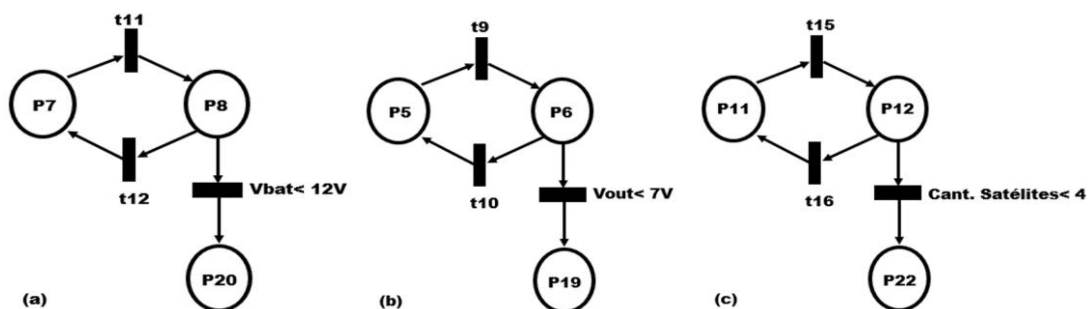 t11
P7
P8
t12
Vbat< 12V
P20
(a)
t9
P5
P6
t10
Vout< 7V
P19
(b)
t15
P11
P12
t16
Cant. Satélites< 4
P22
(c)